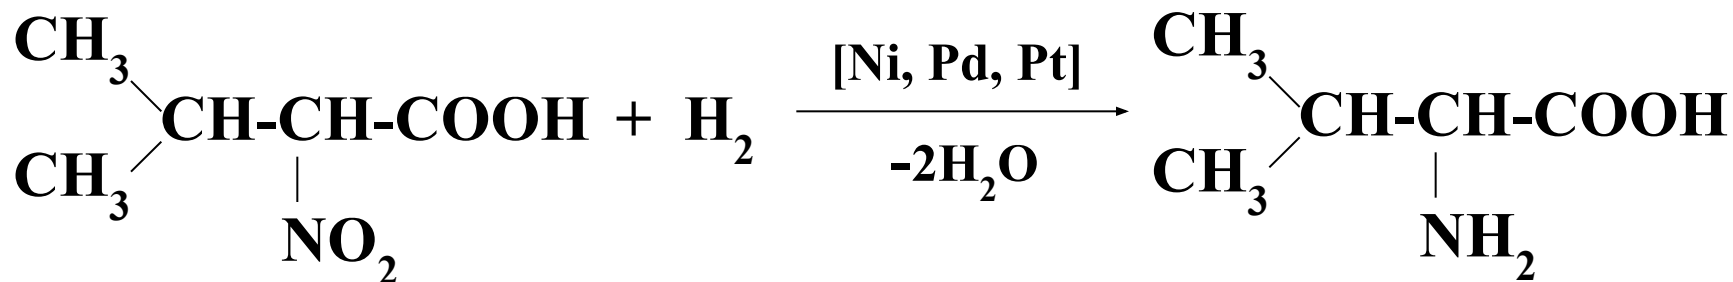 CH₃ CH₃
[Ni, Pd, Pt]
CH-CH-COOH + H₂ CH-CH-COOH
-2H₂O
CH₃ CH₃
NO₂ NH₂